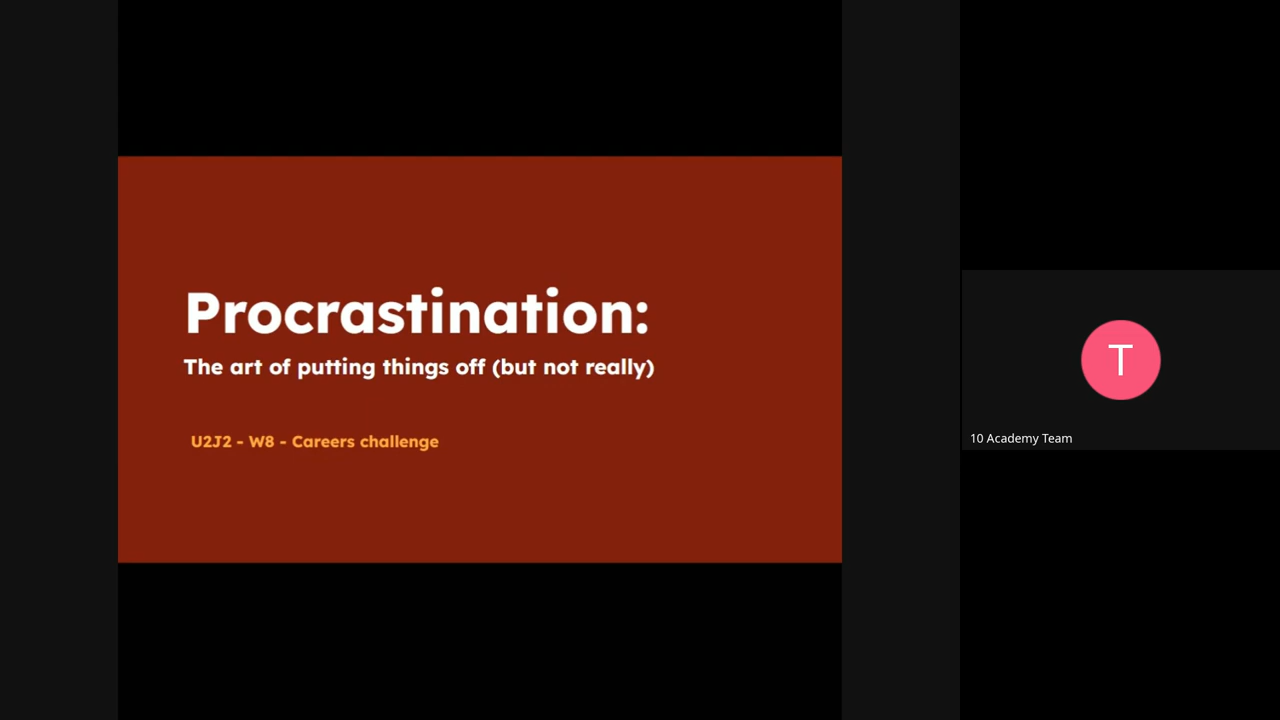 Procrastination:
The art of putting things off (but not really)
U2J2 - W8 - Careers challenge
T
10 Academy Team